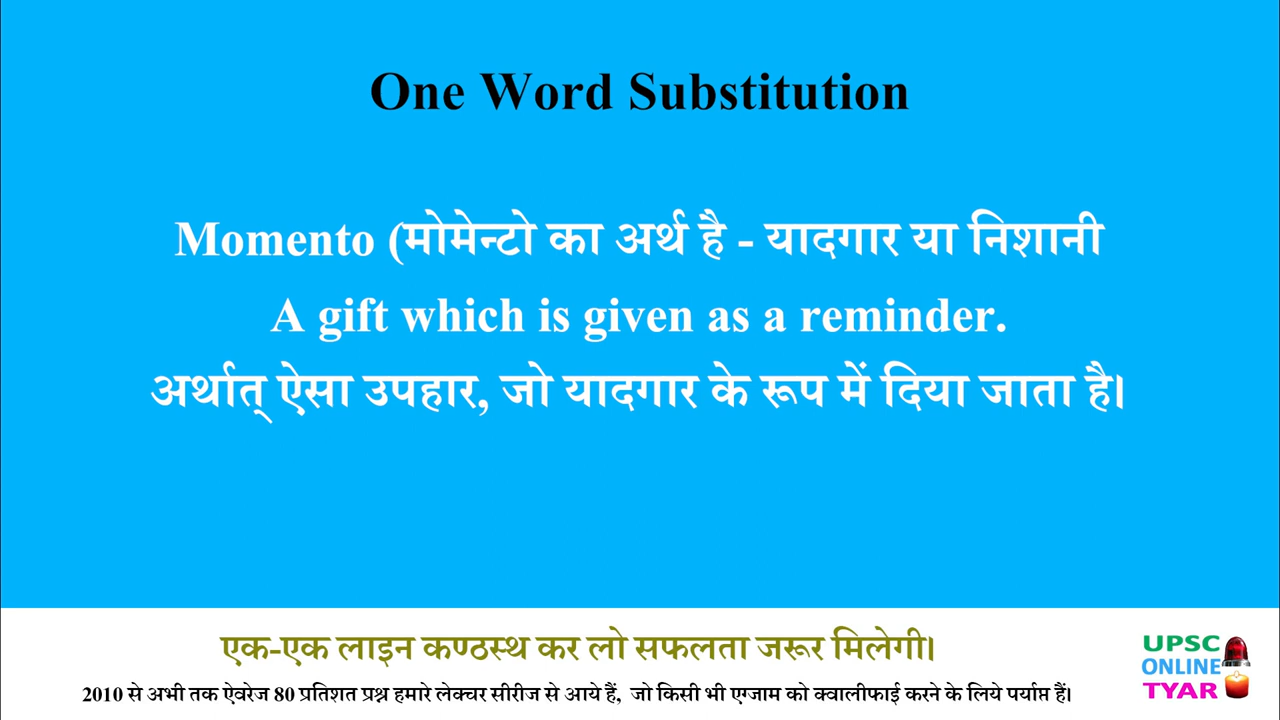 One Word Substitution
Momento (मोमेन्टो का अर्थ है - यादगार या निशानी
A gift which is given as a reminder.
अर्थात् ऐसा उपहार, जो यादगार के रूप में दिया जाता है।
एक-एक लाइन कण्ठस्थ कर लो सफलता जरूर मिलेगी।
2010 से अभी तक ऐवरेज 80 प्रतिशत प्रश्न हमारे लेक्चर सीरीज से आये हैं, जो किसी भी एग्जाम को क्वालीफाई करने के लिये पर्याप्त हैं।
UPSC
ONLINE
TYAR